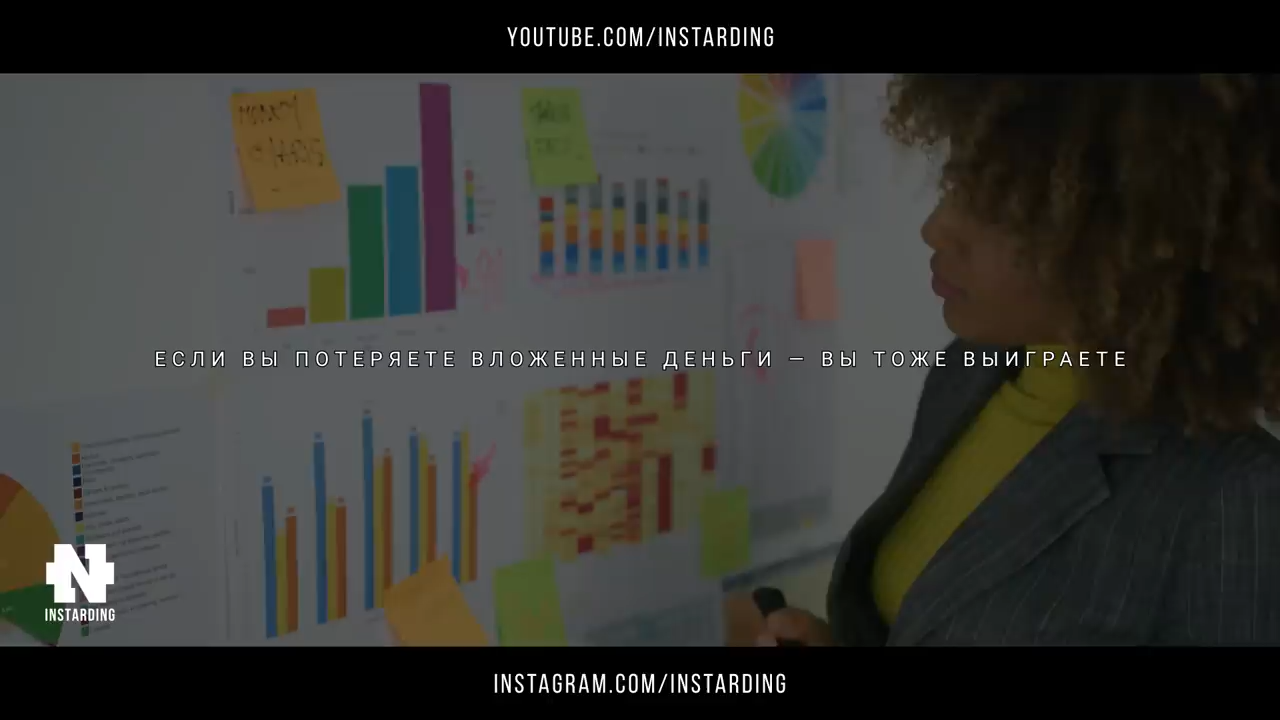 YOUTUBE.COM/INSTARDING
ЕСЛИ ВЫ ПОТЕРЯЕТЕ ВЛОЖЕННЫЕ ДЕНЬГИ – ВЫ ТОЖЕ ВЫИГРАЕТЕ
N
INSTARDING
INSTAGRAM.COM/INSTARDING